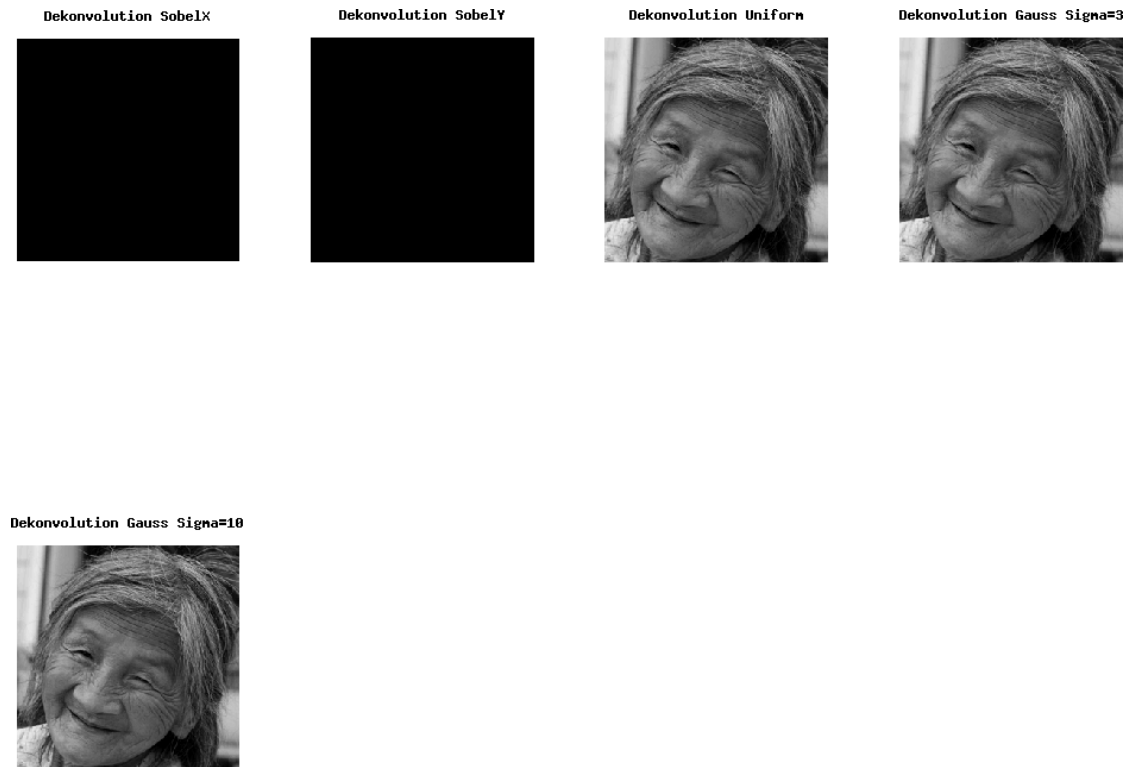 Dekonvolution SobelX
Dekonvolution SobelY
Dekonvolution Uniform
Dekonvolution Gauss Sigma=3
Dekonvolution Gauss Sigma=10